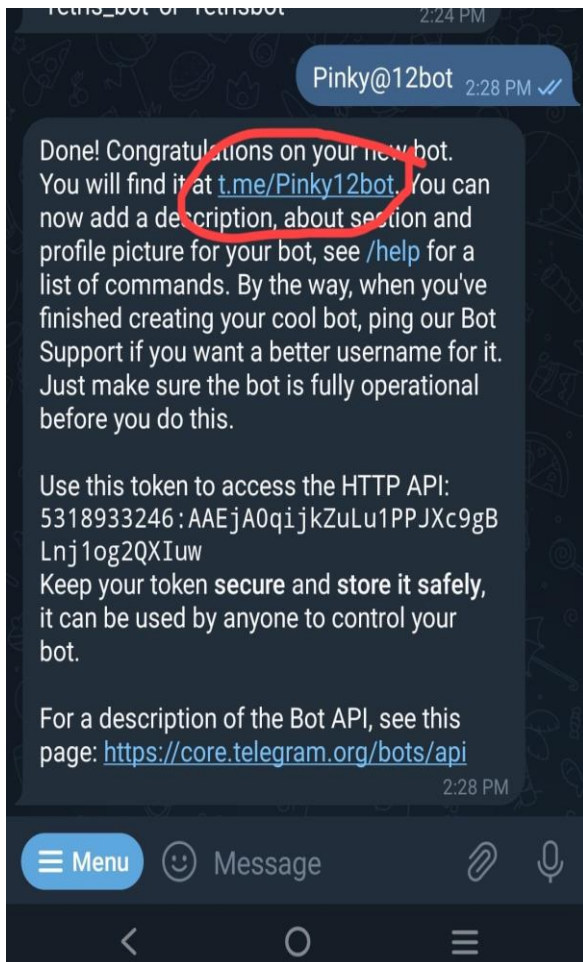 Tetris_bot or Tetrisbot
2:24 PM
Pinky@12bot 2:28 PM
Done! Congratulations on your new bot.
You will find it at t.me/Pinky12bot. You can
now add a description, about section and
profile picture for your bot, see /help for a
list of commands. By the way, when you've
finished creating your cool bot, ping our Bot
Support if you want a better username for it.
Just make sure the bot is fully operational
before you do this.
Use this token to access the HTTP API:
5318933246:AAEjA0qijkZuLu1PPJXc9gB
Lnj1og2QXIuw
Keep your token secure and store it safely,
it can be used by anyone to control your
bot.
For a description of the Bot API, see this
page: https://core.telegram.org/bots/api
2:28 PM
Menu
Message